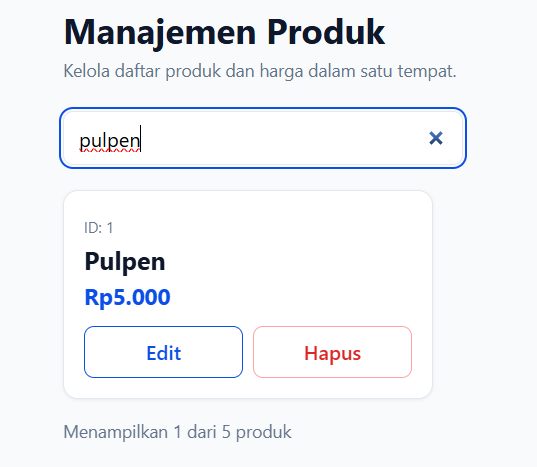 Manajemen Produk
Kelola daftar produk dan harga dalam satu tempat.
pulpen ×
ID: 1
Pulpen
Rp5.000
Edit Hapus
Menampilkan 1 dari 5 produk